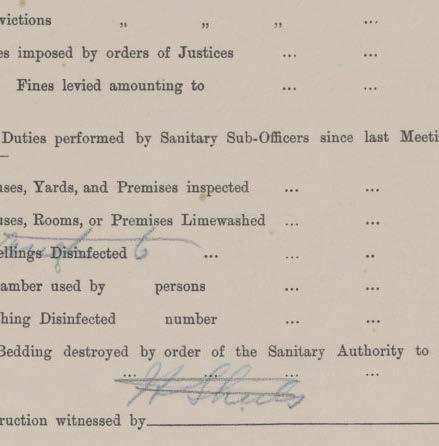 victions „ „ „ ...
es imposed by orders of Justices ... ...
Fines levied amounting to ... ...
Duties performed by Sanitary Sub-Officers since last Meeti
uses, Yards, and Premises inspected ... ...
uses, Rooms, or Premises Limewashed ... ...
ellings Disinfected 6 ... ... ..
amber used by persons ... ...
hing Disinfected number ... ...
Bedding destroyed by order of the Sanitary Authority to
... ... ... ...
ruction witnessed by